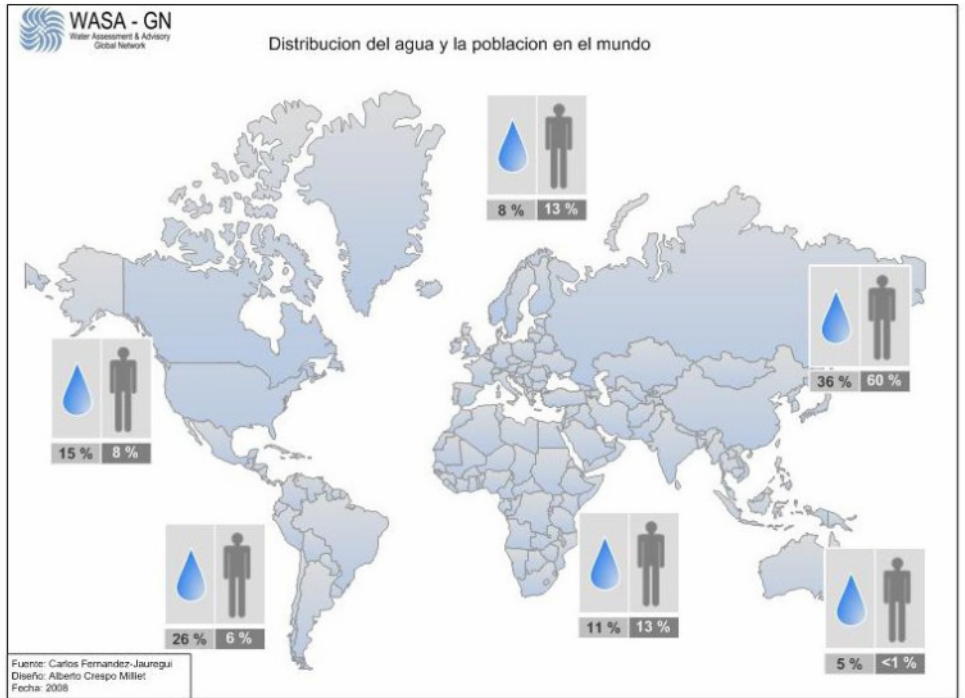 WASA - GN
Water Assessment & Advisory
Global Network
Distribucion del agua y la poblacion en el mundo
8 % 13 %
36 % 60 %
15 % 8 %
26 % 6 %
11 % 13 %
5 % <1 %
Fuente: Carlos Fernandez-Jauregui
Diseño: Alberto Crespo Milliet
Fecha: 2008